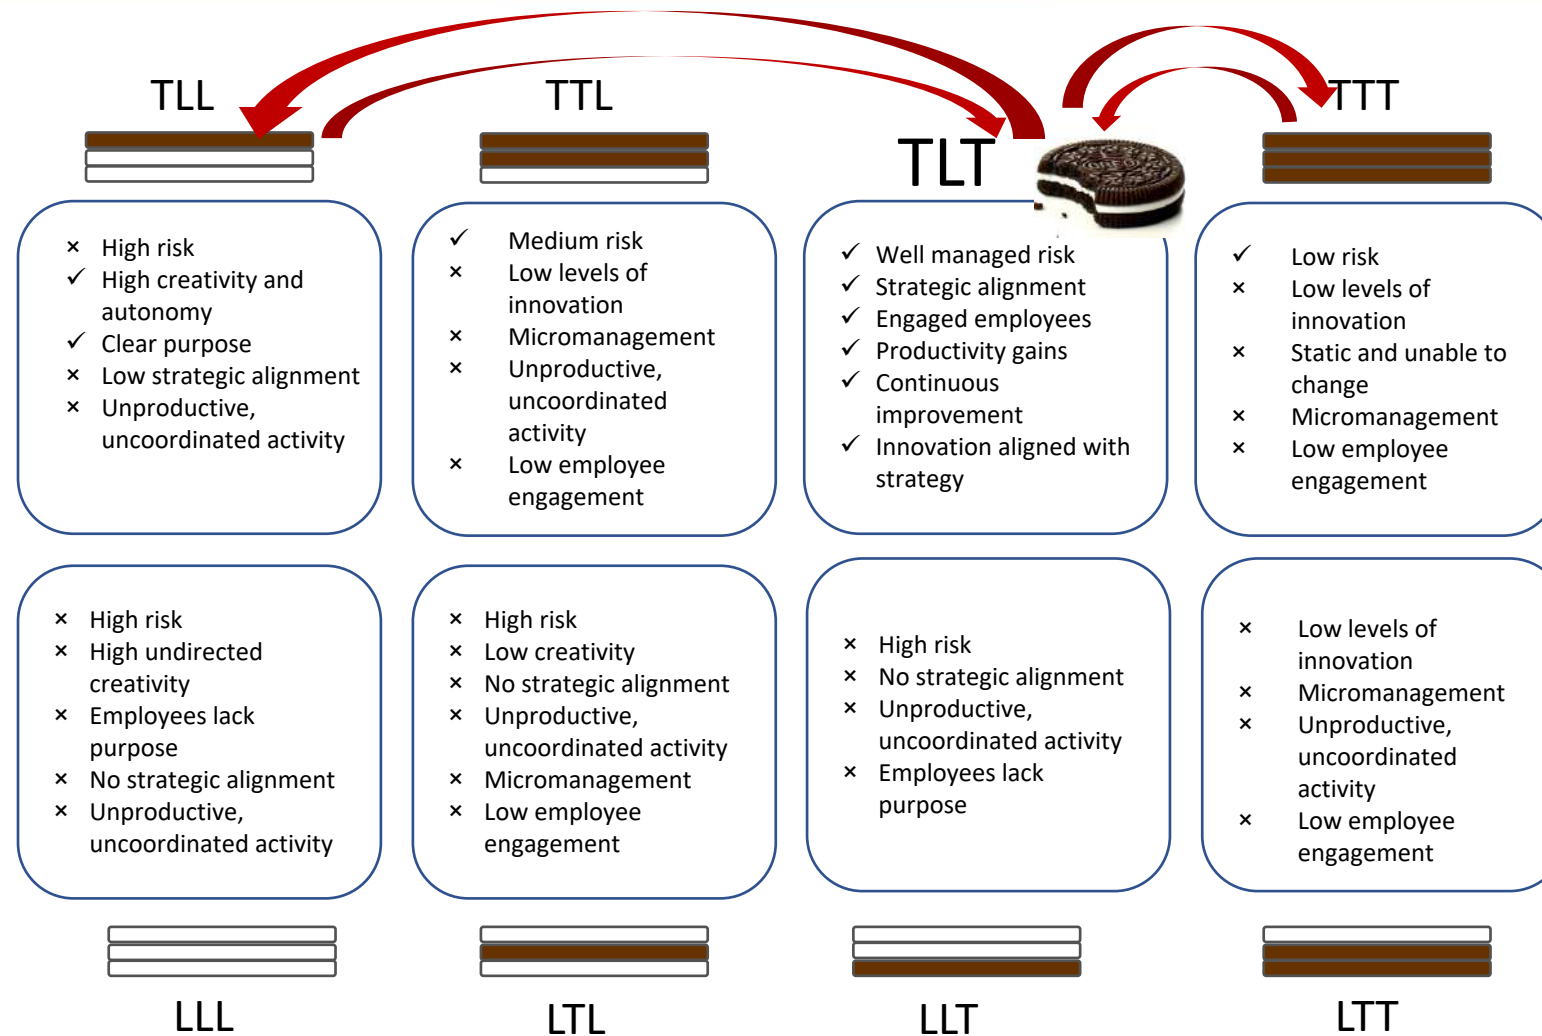 TLL
TTL
TLT
TTT
OREO
× High risk
✓ High creativity and
autonomy
✓ Clear purpose
× Low strategic alignment
× Unproductive,
uncoordinated activity
✓ Medium risk
× Low levels of
innovation
× Micromanagement
× Unproductive,
uncoordinated
activity
× Low employee
engagement
✓ Well managed risk
✓ Strategic alignment
✓ Engaged employees
✓ Productivity gains
✓ Continuous
improvement
✓ Innovation aligned with
strategy
✓ Low risk
× Low levels of
innovation
× Static and unable to
change
× Micromanagement
× Low employee
engagement
× High risk
× High undirected
creativity
× Employees lack
purpose
× No strategic alignment
× Unproductive,
uncoordinated activity
× High risk
× Low creativity
× No strategic alignment
× Unproductive,
uncoordinated activity
× Micromanagement
× Low employee
engagement
× High risk
× No strategic alignment
× Unproductive,
uncoordinated activity
× Employees lack
purpose
× Low levels of
innovation
× Micromanagement
× Unproductive,
uncoordinated
activity
× Low employee
engagement
LLL
LTL
LLT
LTT